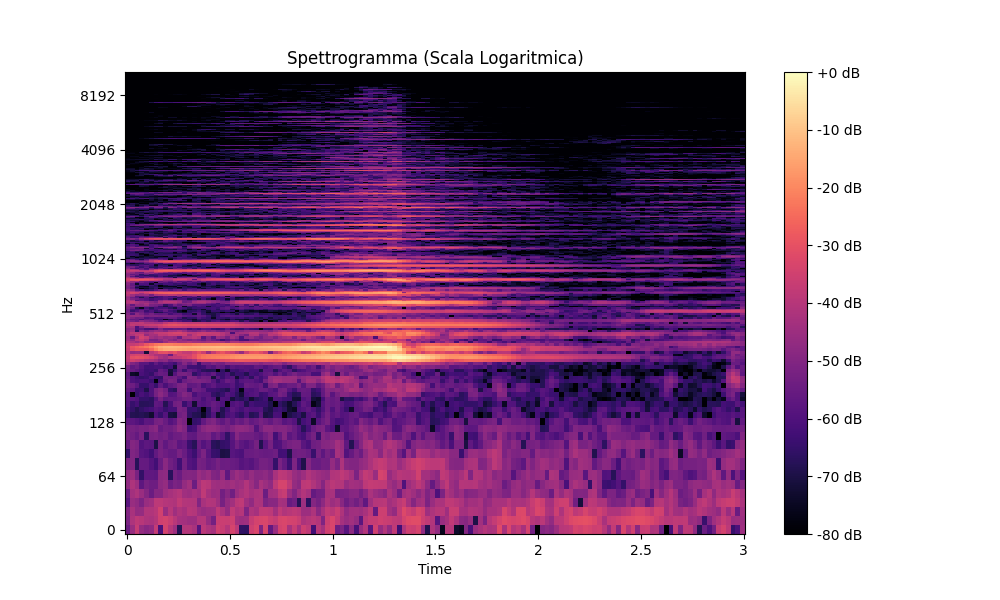 Spettrogramma (Scala Logaritmica)
Hz
8192
4096
2048
1024
512
256
128
64
0
0 0.5 1 1.5 2 2.5 3
Time
+0 dB
-10 dB
-20 dB
-30 dB
-40 dB
-50 dB
-60 dB
-70 dB
-80 dB